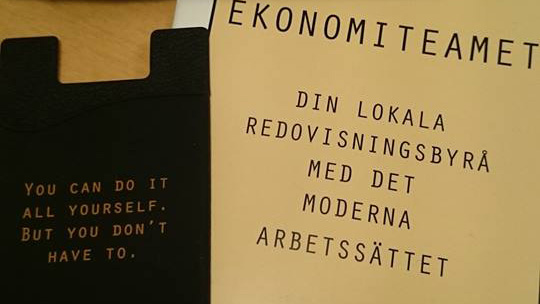 YOU CAN DO IT
ALL YOURSELF.
BUT YOU DON'T
HAVE TO.
EKONOMITEAMET
DIN LOKALA
REDOVISNINGSBYRÅ
MED DET
MODERNA
ARBETSSÄTTET